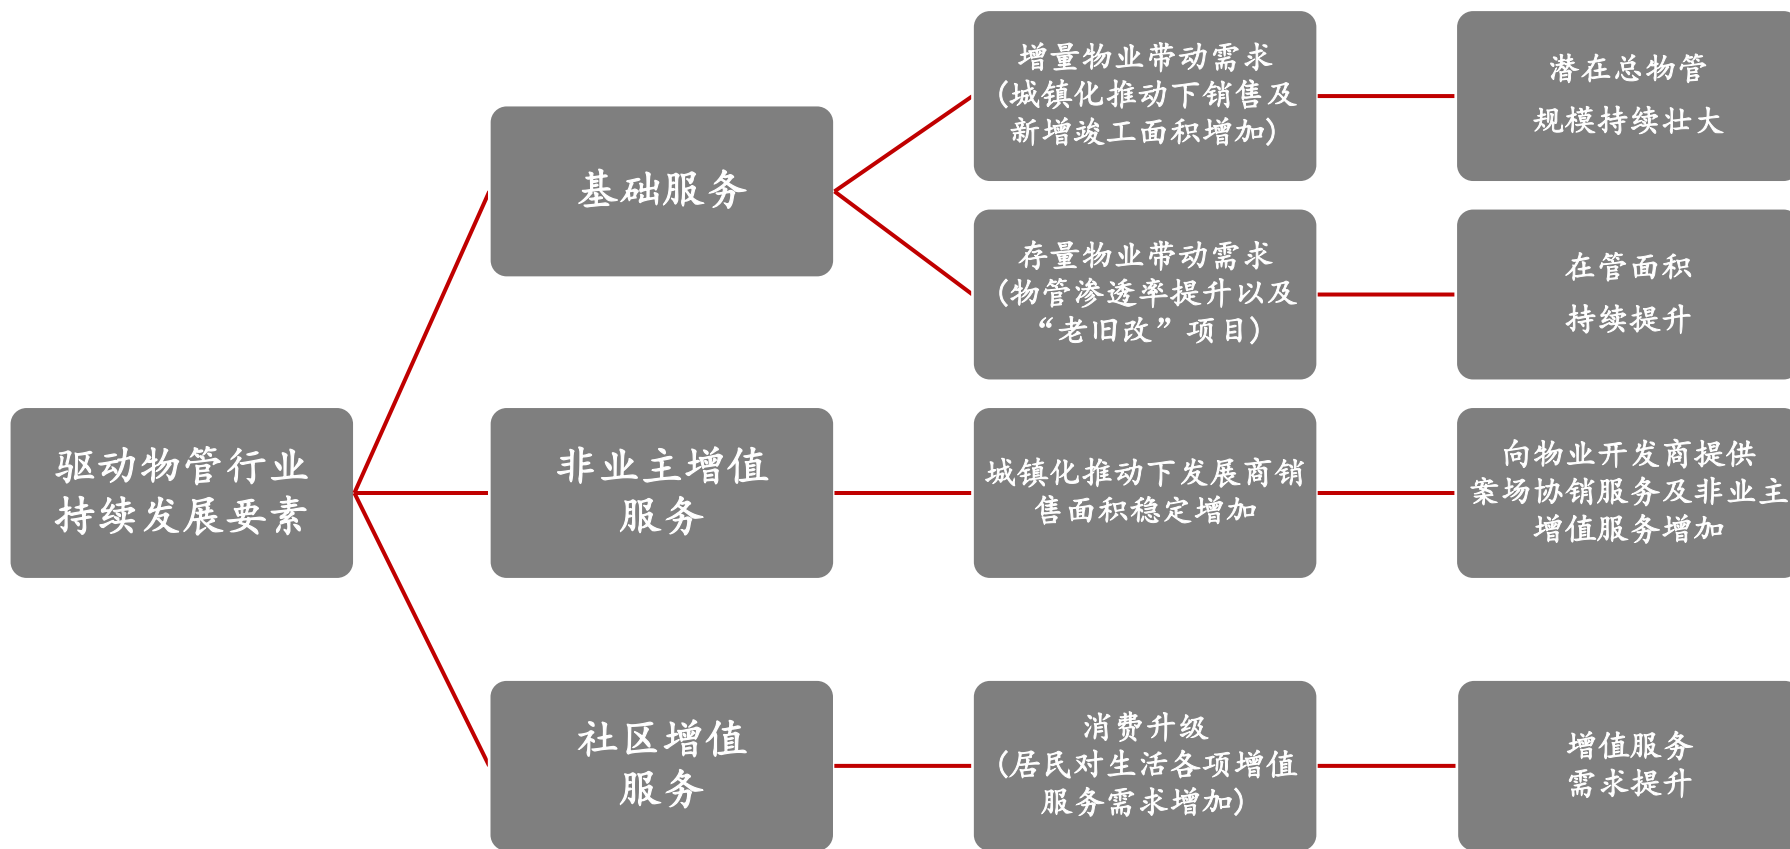 驱动物管行业
持续发展要素
基础服务
增量物业带动需求
(城镇化推动下销售及
新增竣工面积增加)
潜在总物管
规模持续壮大
存量物业带动需求
(物管渗透率提升以及
“老旧改”项目)
在管面积
持续提升
非业主增值
服务
城镇化推动下发展商销
售面积稳定增加
向物业开发商提供
案场协销服务及非业主
增值服务增加
社区增值
服务
消费升级
(居民对生活各项增值
服务需求增加)
增值服务
需求提升